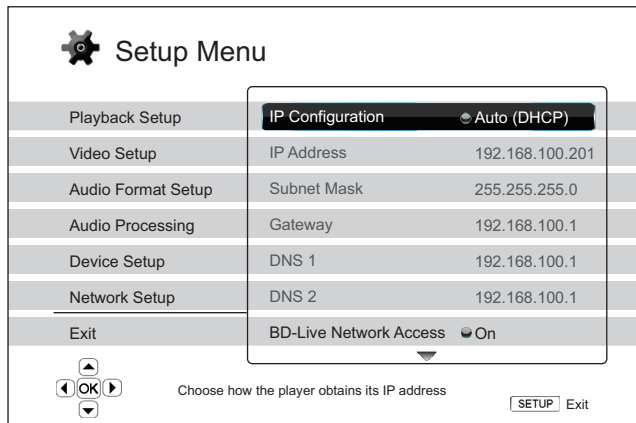 Setup Menu
Playback Setup
Video Setup
Audio Format Setup
Audio Processing
Device Setup
Network Setup
Exit
IP Configuration Auto (DHCP)
IP Address 192.168.100.201
Subnet Mask 255.255.255.0
Gateway 192.168.100.1
DNS 1 192.168.100.1
DNS 2 192.168.100.1
BD-Live Network Access On
OK
Choose how the player obtains its IP address
SETUP Exit